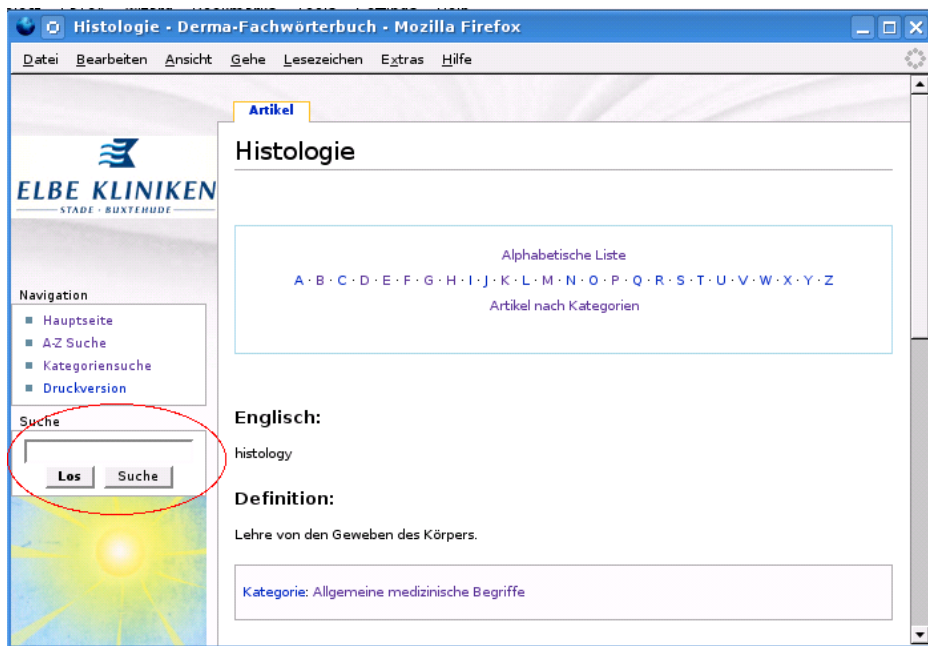 Histologie - Derma-Fachwörterbuch - Mozilla Firefox
Datei Bearbeiten Ansicht Gehe Lesezeichen Extras Hilfe
Artikel
Histologie
ELBE KLINIKEN
STADE · BUXTEHUDE
Alphabetische Liste
A · B · C · D · E · F · G · H · I · J · K · L · M · N · O · P · Q · R · S · T · U · V · W · X · Y · Z
Artikel nach Kategorien
Navigation
Hauptseite
A-Z Suche
Kategoriensuche
Druckversion
Suche
Los Suche
Englisch:
histology
Definition:
Lehre von den Geweben des Körpers.
Kategorie: Allgemeine medizinische Begriffe